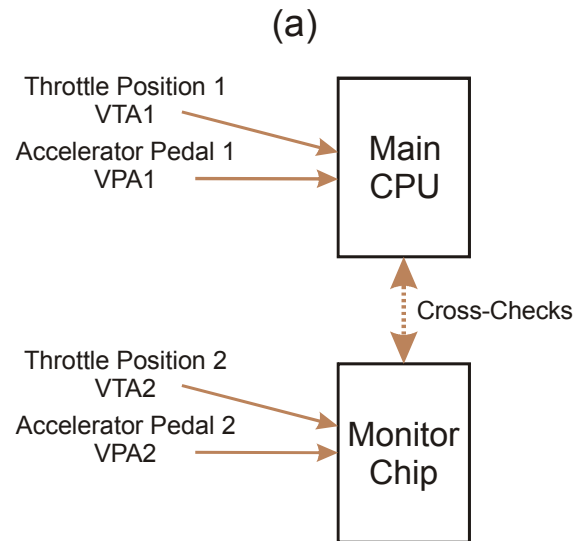 (a)
Throttle Position 1
VTA1
Accelerator Pedal 1
VPA1
Main
CPU
Cross-Checks
Throttle Position 2
VTA2
Accelerator Pedal 2
VPA2
Monitor
Chip